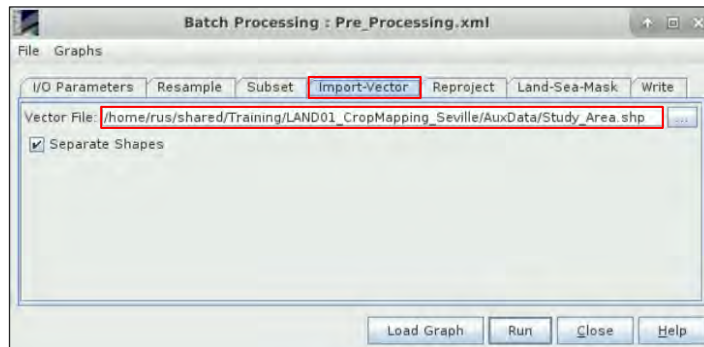 Batch Processing : Pre_Processing.xml
File Graphs
I/O Parameters Resample Subset Import-Vector Reproject Land-Sea-Mask Write
Vector File: /home/rus/shared/Training/LAND01_CropMapping_Seville/AuxData/Study_Area.shp ...
Separate Shapes
Load Graph Run Close Help